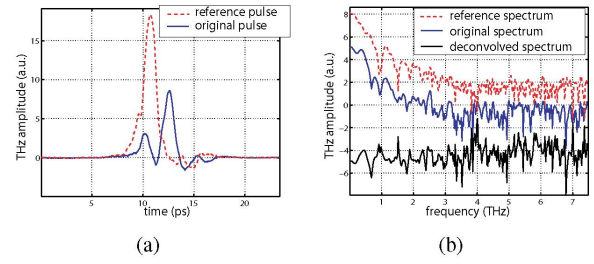 reference pulse
original pulse
THz amplitude (a.u.)
15
10
5
0
5
10
15
20
time (ps)
(a)
reference spectrum
original spectrum
deconvolved spectrum
THz amplitude (a.u.)
8
6
4
2
0
-2
-4
-6
1
2
3
4
5
6
7
frequency (THz)
(b)